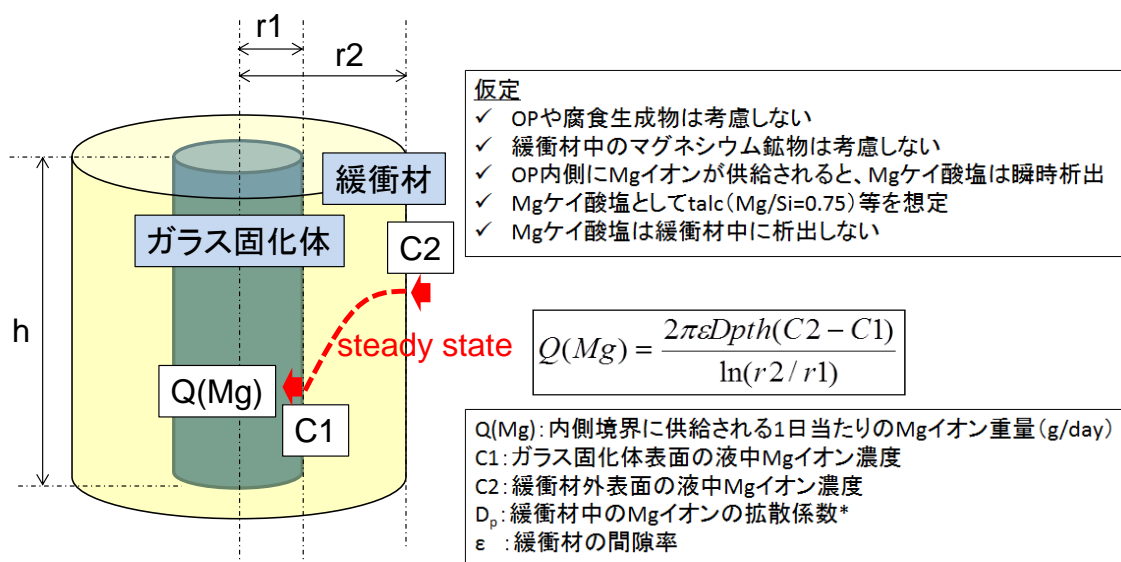 r1
r2
h
緩衝材
ガラス固化体
C2
steady state
Q(Mg)
C1
仮定
✓ OPや腐食生成物は考慮しない
✓ 緩衝材中のマグネシウム鉱物は考慮しない
✓ OP内側にMgイオンが供給されると、Mgケイ酸塩は瞬時析出
✓ Mgケイ酸塩としてtalc(Mg/Si=0.75)等を想定
✓ Mgケイ酸塩は緩衝材中に析出しない
Q(Mg) = 2πεDpth(C2 − C1) / ln(r2 / r1)
Q(Mg):内側境界に供給される1日当たりのMgイオン重量(g/day)
C1:ガラス固化体表面の液中Mgイオン濃度
C2:緩衝材外表面の液中Mgイオン濃度
Dp:緩衝材中のMgイオンの拡散係数*
ε :緩衝材の間隙率